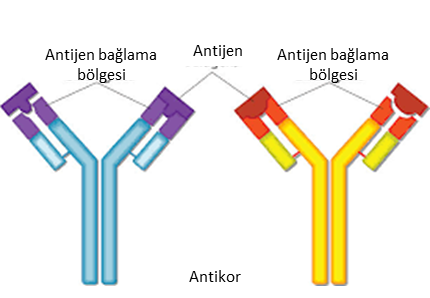 Antijen bağlama
bölgesi
Antijen
Antijen bağlama
bölgesi
Antikor